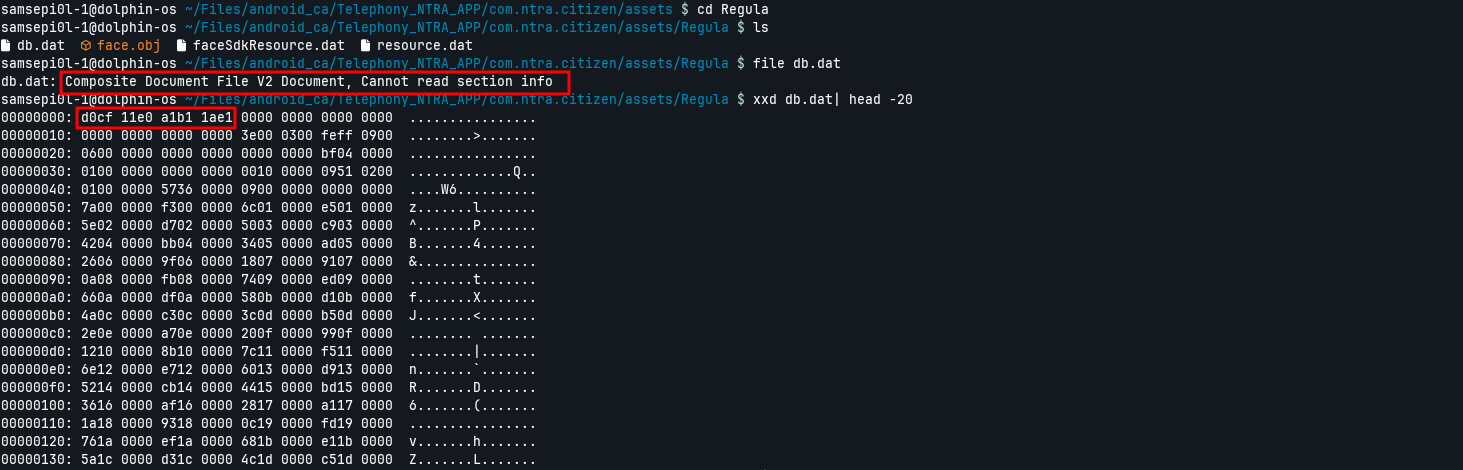 samsepi0l-1@dolphin-os ~/Files/android_ca/Telephony_NTRA_APP/com.ntra.citizen/assets $ cd Regula
samsepi0l-1@dolphin-os ~/Files/android_ca/Telephony_NTRA_APP/com.ntra.citizen/assets/Regula $ ls
db.dat face.obj faceSdkResource.dat resource.dat
samsepi0l-1@dolphin-os ~/Files/android_ca/Telephony_NTRA_APP/com.ntra.citizen/assets/Regula $ file db.dat
db.dat: Composite Document File V2 Document, Cannot read section info
samsepi0l-1@dolphin-os ~/Files/android_ca/Telephony_NTRA_APP/com.ntra.citizen/assets/Regula $ xxd db.dat| head -20
00000000: d0cf 11e0 a1b1 1ae1 0000 0000 0000 0000  ................
00000010: 0000 0000 0000 0000 3e00 0300 feff 0900  ........>.......
00000020: 0600 0000 0000 0000 0000 0000 bf04 0000  ................
00000030: 0100 0000 0000 0000 0010 0000 0951 0200  .............Q..
00000040: 0100 0000 5736 0000 0900 0000 0000 0000  ....W6..........
00000050: 7a00 0000 f300 0000 6c01 0000 e501 0000  z.......l.......
00000060: 5e02 0000 d702 0000 5003 0000 c903 0000  ^.......P.......
00000070: 4204 0000 bb04 0000 3405 0000 ad05 0000  B.......4.......
00000080: 2606 0000 9f06 0000 1807 0000 9107 0000  &...............
00000090: 0a08 0000 fb08 0000 7409 0000 ed09 0000  ........t.......
000000a0: 660a 0000 df0a 0000 580b 0000 d10b 0000  f.......X.......
000000b0: 4a0c 0000 c30c 0000 3c0d 0000 b50d 0000  J.......<.......
000000c0: 2e0e 0000 a70e 0000 200f 0000 990f 0000  ........ .......
000000d0: 1210 0000 8b10 0000 7c11 0000 f511 0000  ........|.......
000000e0: 6e12 0000 e712 0000 6013 0000 d913 0000  n.......`.......
000000f0: 5214 0000 cb14 0000 4415 0000 bd15 0000  R.......D.......
00000100: 3616 0000 af16 0000 2817 0000 a117 0000  6.......(.......
00000110: 1a18 0000 9318 0000 0c19 0000 fd19 0000  ................
00000120: 761a 0000 ef1a 0000 681b 0000 e11b 0000  v.......h.......
00000130: 5a1c 0000 d31c 0000 4c1d 0000 c51d 0000  Z.......L.......